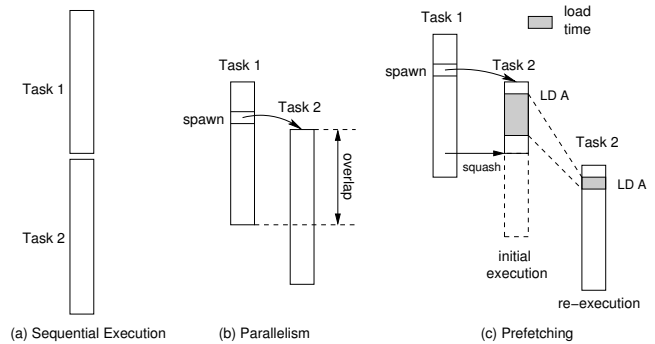 Task 1
Task 2
(a) Sequential Execution
Task 1
spawn
Task 2
overlap
(b) Parallelism
load
time
Task 1
spawn
Task 2
LD A
squash
initial
execution
Task 2
LD A
re-execution
(c) Prefetching